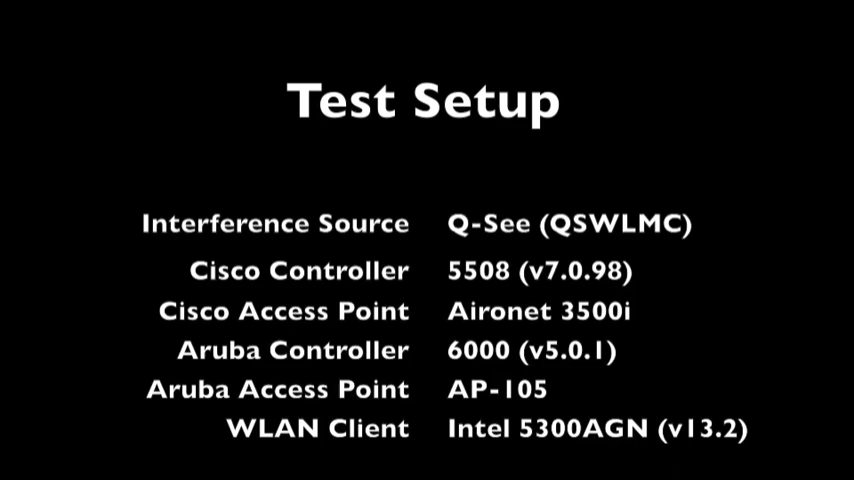 Test Setup
Interference Source Q-See (QSWLMC)
Cisco Controller 5508 (v7.0.98)
Cisco Access Point Aironet 3500i
Aruba Controller 6000 (v5.0.1)
Aruba Access Point AP-105
WLAN Client Intel 5300AGN (v13.2)